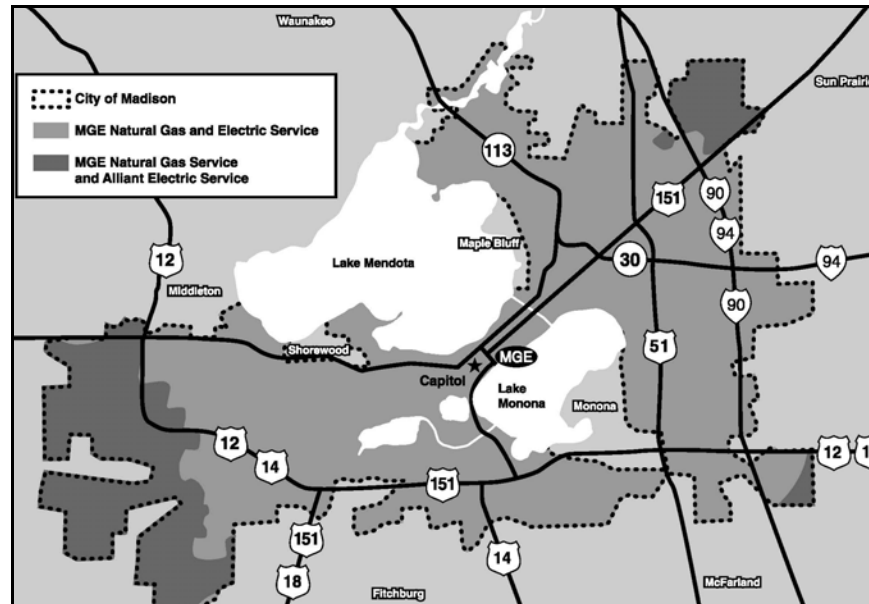 Waunakee
Sun Prairie
City of Madison
MGE Natural Gas and Electric Service
MGE Natural Gas Service
and Alliant Electric Service
113
151
90
94
30
94
90
12
Maple Bluff
Lake Mendota
Middleton
Shorewood
MGE
Capitol
51
Lake
Monona
Monona
12
14
151
12
151
14
18
Fitchburg
McFarland